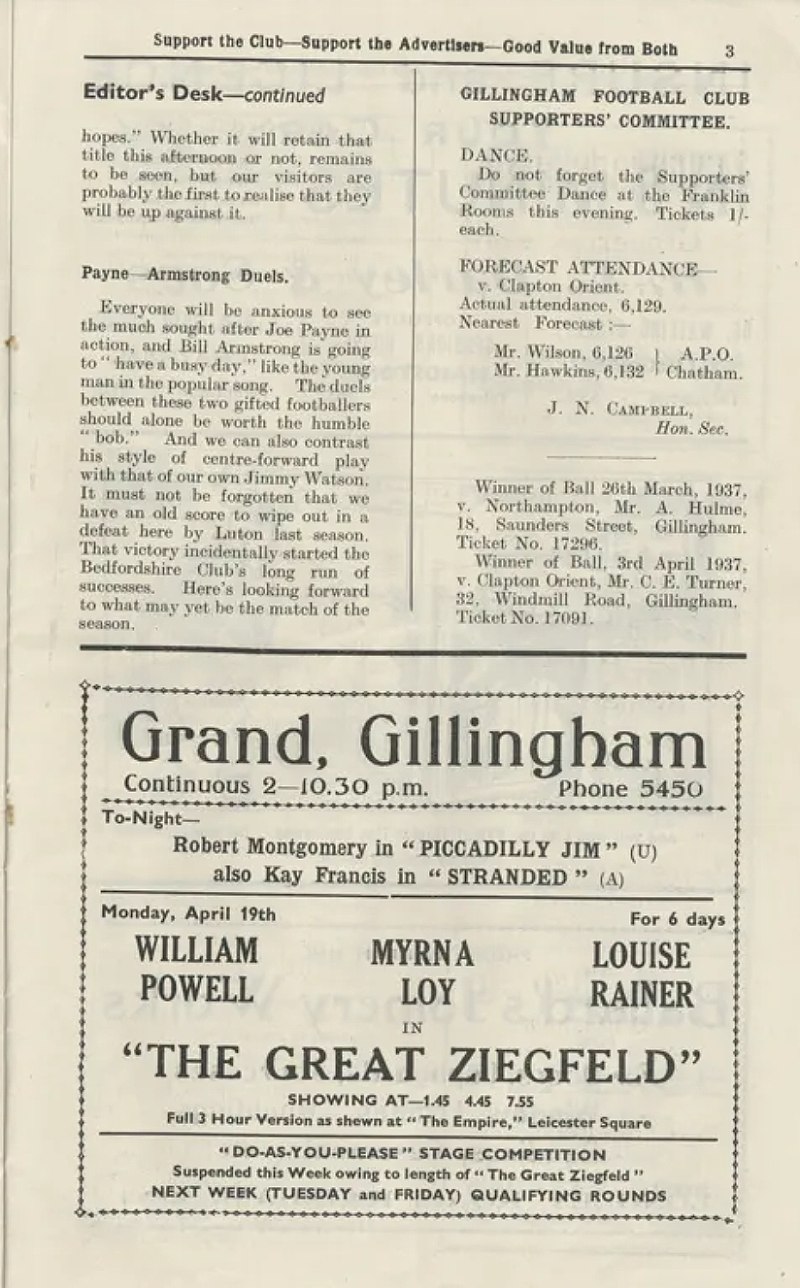 Support the Club—Support the Advertisers—Good Value from Both 3
Editor's Desk—continued
hopes." Whether it will retain that
title this afternoon or not, remains
to be seen, but our visitors are
probably the first to realise that they
will be up against it.
Payne—Armstrong Duels.
Everyone will be anxious to see
the much sought after Joe Payne in
action, and Bill Armstrong is going
to "have a busy day," like the young
man in the popular song. The duels
between these two gifted footballers
should alone be worth the humble
"bob." And we can also contrast
his style of centre-forward play
with that of our own Jimmy Watson.
It must not be forgotten that we
have an old score to wipe out in a
defeat here by Luton last season.
That victory incidentally started the
Bedfordshire Club's long run of
successes. Here's looking forward
to what may yet be the match of the
season.
GILLINGHAM FOOTBALL CLUB
SUPPORTERS' COMMITTEE.
DANCE.
Do not forget the Supporters'
Committee Dance at the Franklin
Rooms this evening. Tickets 1/-
each.
FORECAST ATTENDANCE—
v. Clapton Orient.
Actual attendance, 6,129.
Nearest Forecast :—
Mr. Wilson, 6,126 } A.P.O.
Mr. Hawkins, 6,132 } Chatham.
J. N. CAMPBELL,
Hon. Sec.
Winner of Ball 26th March, 1937,
v. Northampton, Mr. A. Hulme,
18, Saunders Street, Gillingham.
Ticket No. 17296.
Winner of Ball, 3rd April 1937,
v. Clapton Orient, Mr. C. E. Turner,
32, Windmill Road, Gillingham.
Ticket No. 17091.
Grand, Gillingham
Continuous 2—10.30 p.m. Phone 5450
To-Night—
Robert Montgomery in "PICCADILLY JIM" (U)
also Kay Francis in "STRANDED" (A)
Monday, April 19th For 6 days
WILLIAM MYRNA LOUISE
POWELL LOY RAINER
IN
"THE GREAT ZIEGFELD"
SHOWING AT—1.45 4.45 7.55
Full 3 Hour Version as shewn at "The Empire," Leicester Square
"DO-AS-YOU-PLEASE" STAGE COMPETITION
Suspended this Week owing to length of "The Great Ziegfeld"
NEXT WEEK (TUESDAY and FRIDAY) QUALIFYING ROUNDS